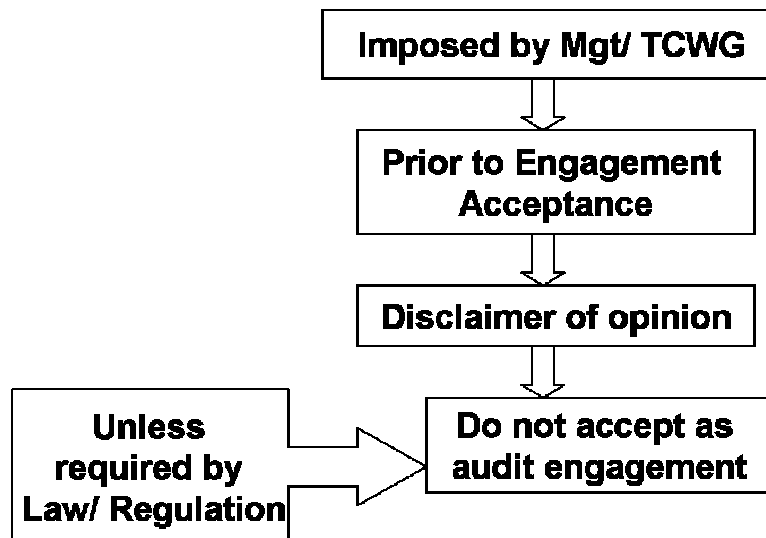 Imposed by Mgt/ TCWG
Prior to Engagement
Acceptance
Disclaimer of opinion
Do not accept as
audit engagement
Unless
required by
Law/ Regulation